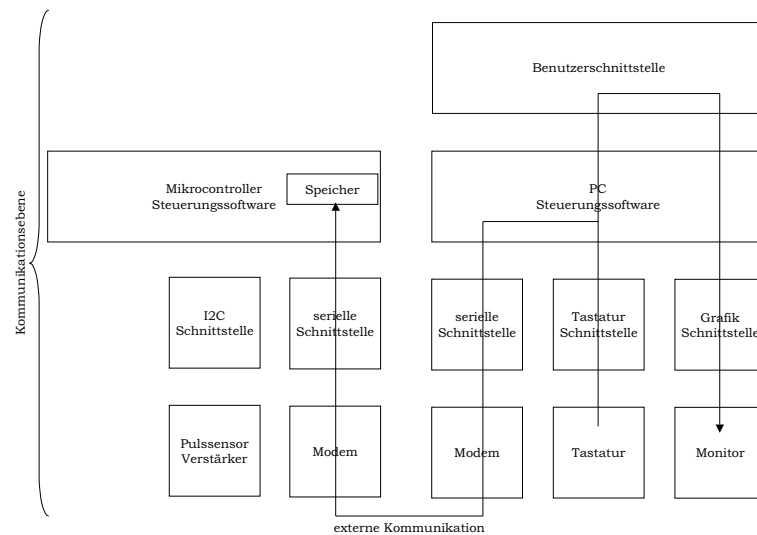 Benutzerschnittstelle
Kommunikationsebene
Mikrocontroller
Steuerungssoftware
Speicher
PC
Steuerungssoftware
I2C
Schnittstelle
serielle
Schnittstelle
serielle
Schnittstelle
Tastatur
Schnittstelle
Grafik
Schnittstelle
Pulssensor
Verstärker
Modem
Modem
Tastatur
Monitor
externe Kommunikation